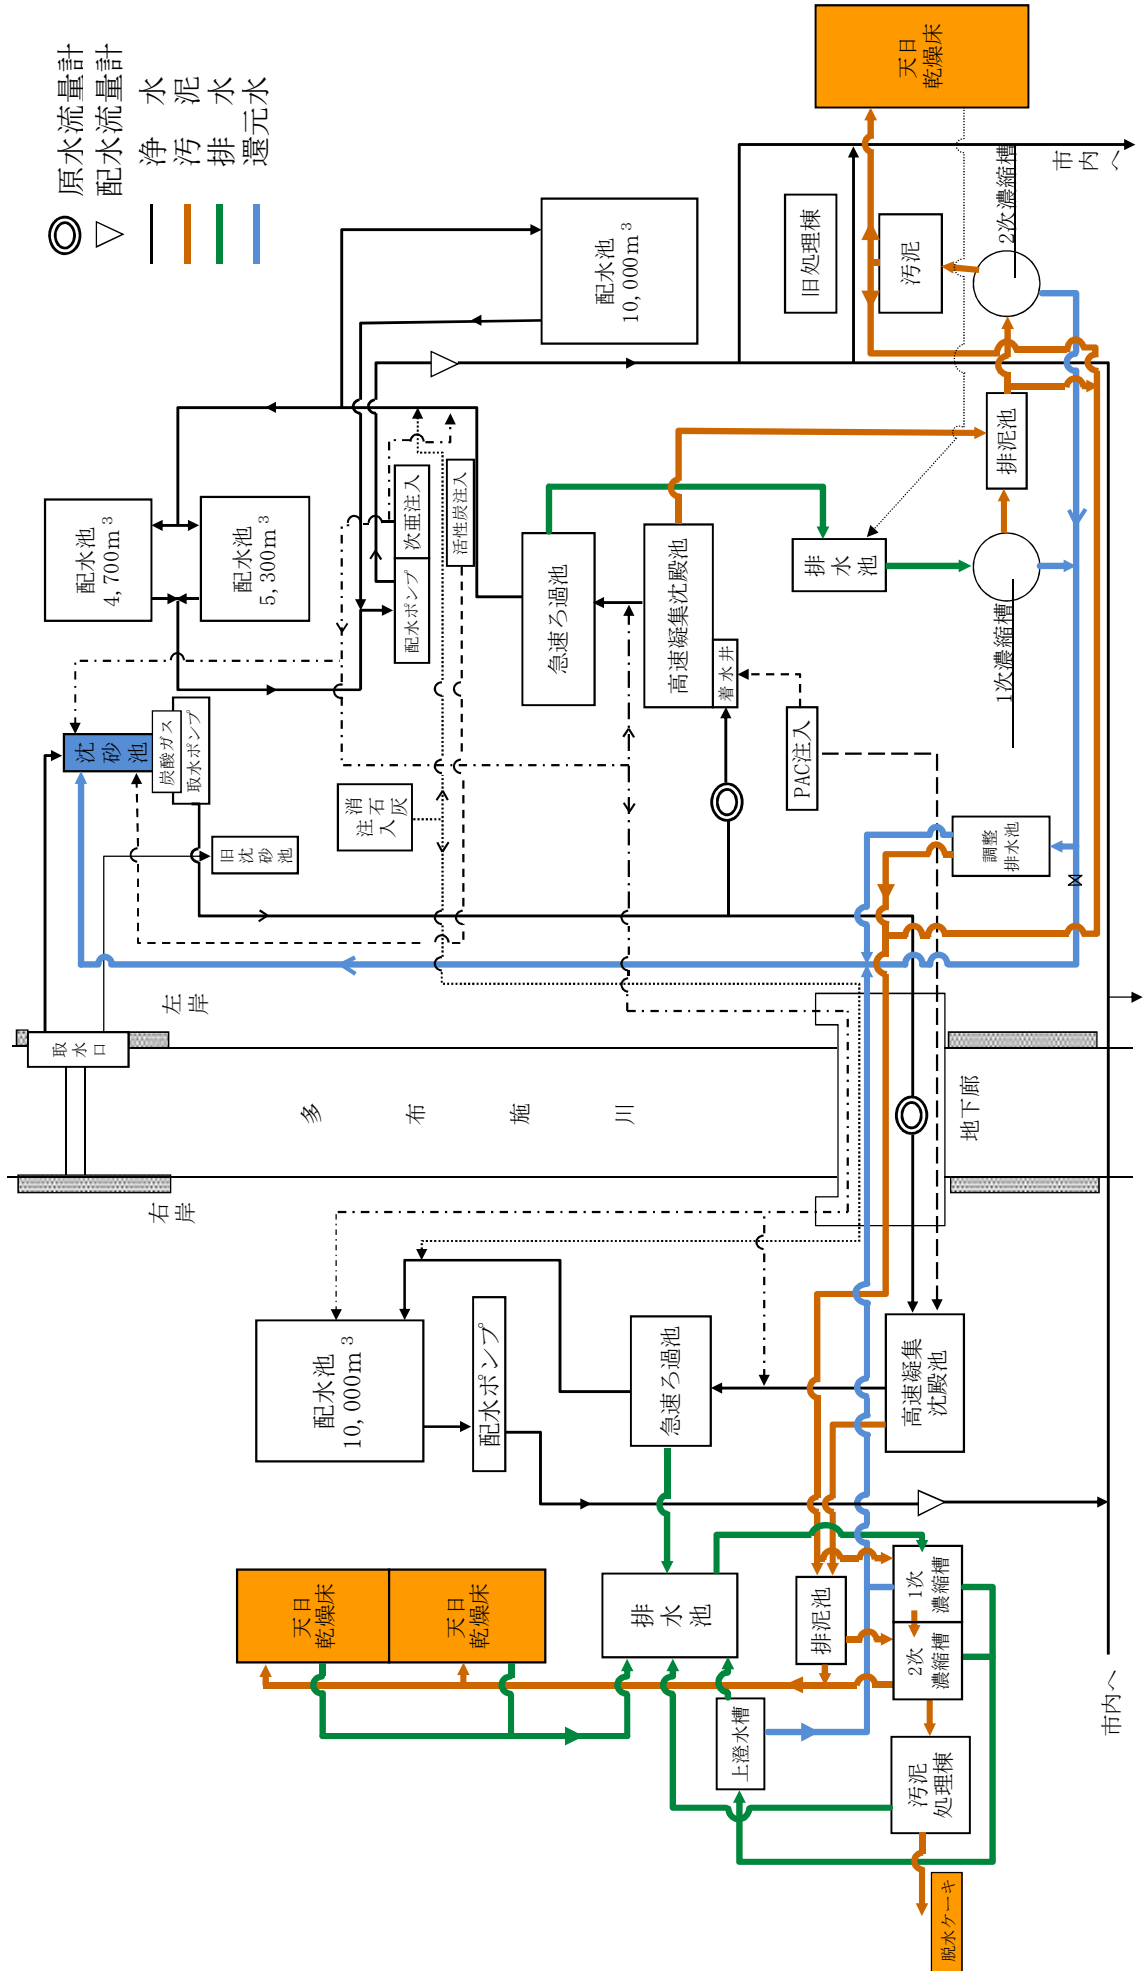 原水流量計
配水流量計
浄水
汚泥
排水
還元水
天日
乾燥床
市内へ
2次濃縮槽
旧処理棟
汚泥
配水池
10,000m³
配水池
4,700m³
配水池
5,300m³
次亜注入
配水ポンプ
活性炭注入
急速ろ過池
高速凝集沈殿池
着水井
排泥池
排水池
1次濃縮槽
PAC注入
沈砂池
炭酸ガス
取水ポンプ
旧沈砂池
消石灰
注入
調整
排水池
左岸
取水口
多布施川
地下廊
右岸
配水池
10,000m³
配水ポンプ
急速ろ過池
高速凝集
沈殿池
天日
乾燥床
天日
乾燥床
排水池
排泥池
1次
濃縮槽
2次
濃縮槽
上澄水槽
汚泥
処理棟
脱水ケーキ
市内へ